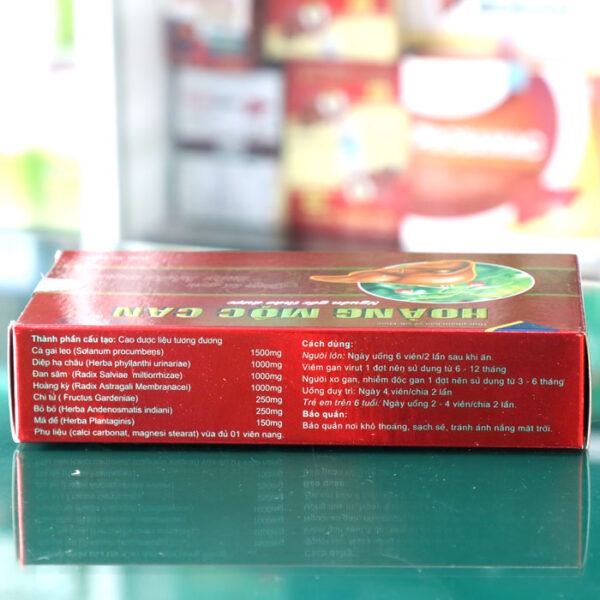 HOÀNG MỘC CAN
Nguồn gốc thảo dược
Thành phần cấu tạo: Cao dược liệu tương đương
Cà gai leo (Solanum procumbees) 1500mg
Diệp hạ châu (Herba phyllanthi urinariae) 1000mg
Đan sâm (Radix Salviae miltiorrhizae) 1000mg
Hoàng kỳ (Radix Astragali Membranacei) 1000mg
Chi tử ( Fructus Gardeniae) 250mg
Bồ bồ (Herba Andenosmatis indiani) 250mg
Mã đề (Herba Plantaginis) 150mg
Phụ liệu (calci carbonat, magnesi stearat) vừa đủ 01 viên nang.
Cách dùng:
Người lớn: Ngày uống 6 viên/2 lần sau khi ăn.
Viêm gan virut 1 đợt nên sử dụng từ 6 - 12 tháng
Người xơ gan, nhiễm độc gan 1 đợt nên sử dụng từ 3 - 6 tháng
Uống duy trì: Ngày 4 viên/chia 2 lần
Trẻ em trên 6 tuổi: Ngày uống 2 - 4 viên/chia 2 lần.
Bảo quản:
Bảo quản nơi khô thoáng, sạch sẽ, tránh ánh nắng mặt trời.